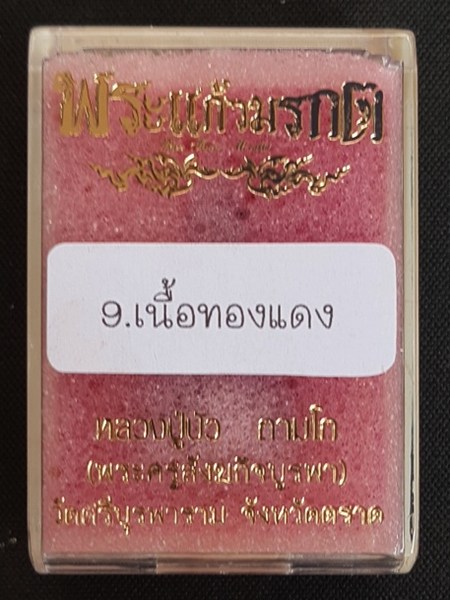 พระแก้วมรกต
9.เนื้อทองแดง
หลวงปู่บัว ถามโก
(พระครูสังฆกิจบูรพา)
วัดศรีบูรพาราม จังหวัดตราด